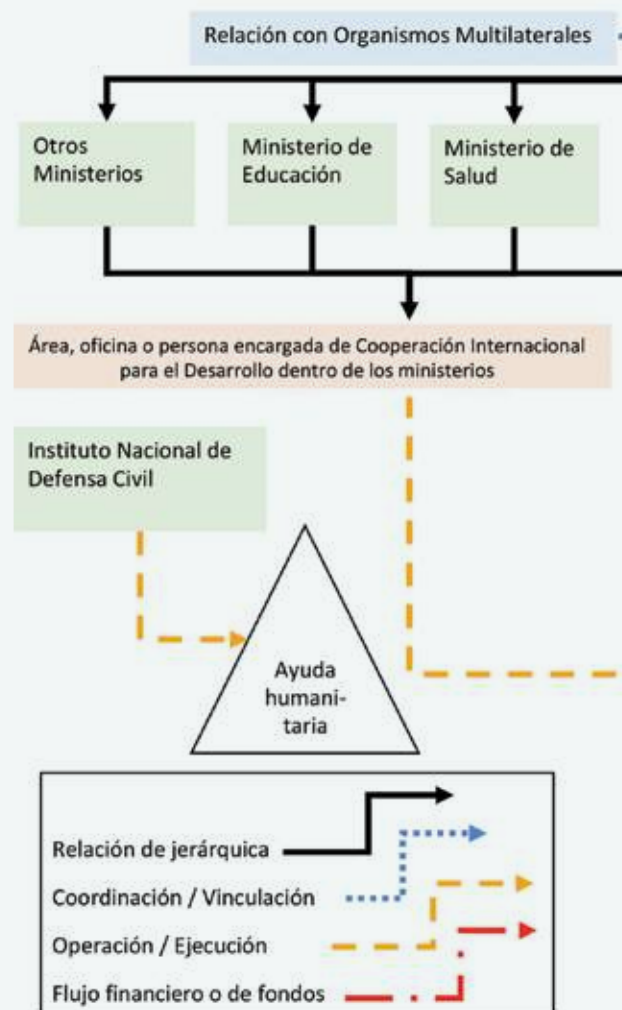 Relación con Organismos Multilaterales
Otros
Ministerios
Ministerio de
Educación
Ministerio de
Salud
Área, oficina o persona encargada de Cooperación Internacional
para el Desarrollo dentro de los ministerios
Instituto Nacional de
Defensa Civil
Ayuda
humani-
taria
Relación de jerárquica
Coordinación / Vinculación
Operación / Ejecución
Flujo financiero o de fondos